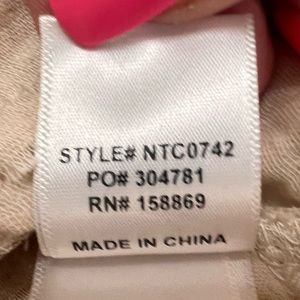 STYLE# NTC0742
PO# 304781
RN# 158869
MADE IN CHINA